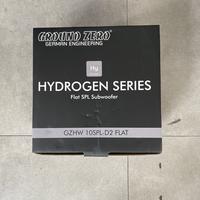 GROUND ZERO
GERMAN ENGINEERING
Hy
HYDROGEN SERIES
Flat SPL Subwoofer
GZHW 10SPL-D2 FLAT